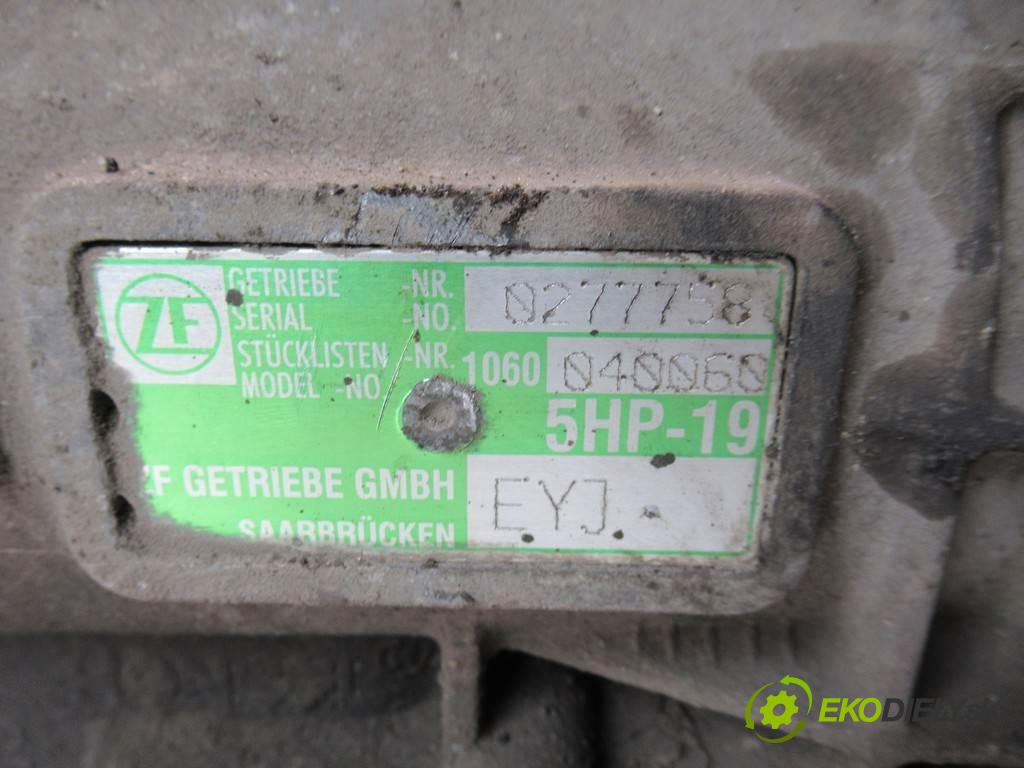 ZF
GETRIEBE -NR. 0277758
SERIAL -NO.
STÜCKLISTEN -NR. 1060 040060
MODEL -NO
5HP-19
ZF GETRIEBE GMBH EYJ
SAARBRÜCKEN